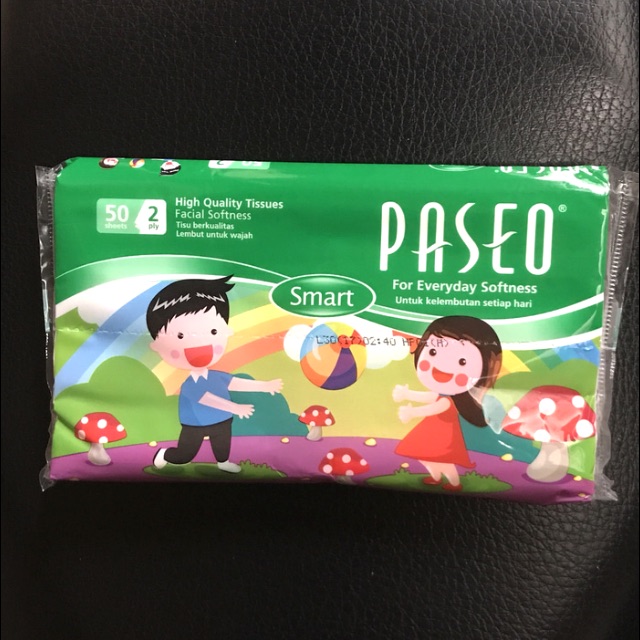 50
sheets
2
ply
High Quality Tissues
Facial Softness
Tisu berkualitas
Lembut untuk wajah
PASEO®
For Everyday Softness
Untuk kelembutan setiap hari
Smart